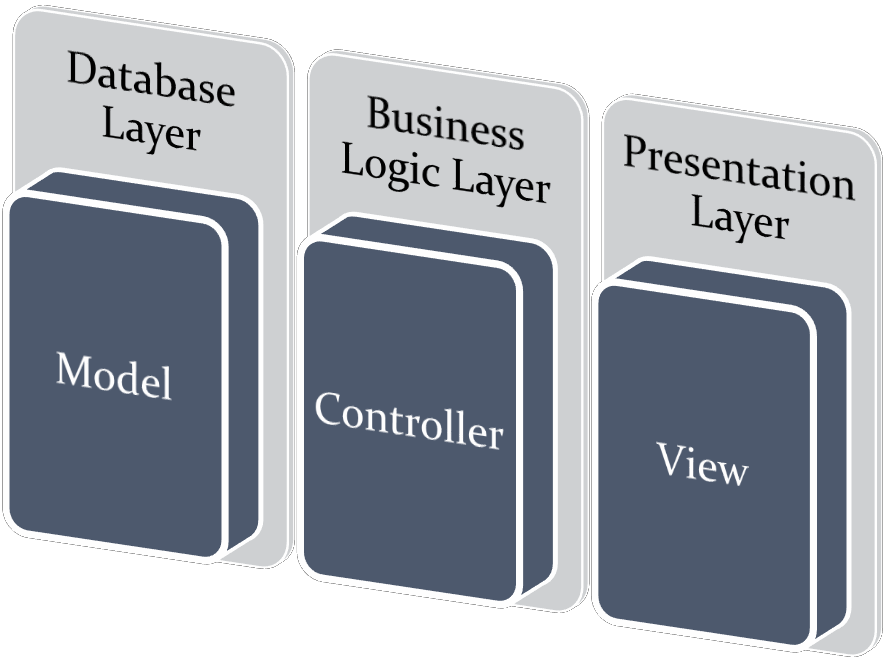 Database
Layer
Model
Business
Logic Layer
Controller
Presentation
Layer
View